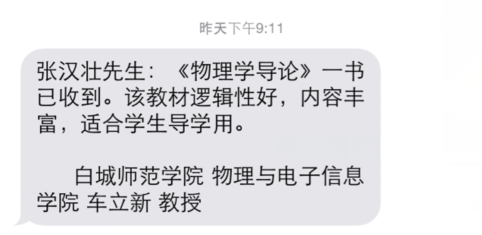 昨天下午9:11
张汉壮先生：《物理学导论》一书
已收到。该教材逻辑性好，内容丰
富，适合学生导学用。
白城师范学院 物理与电子信息
学院 车立新 教授